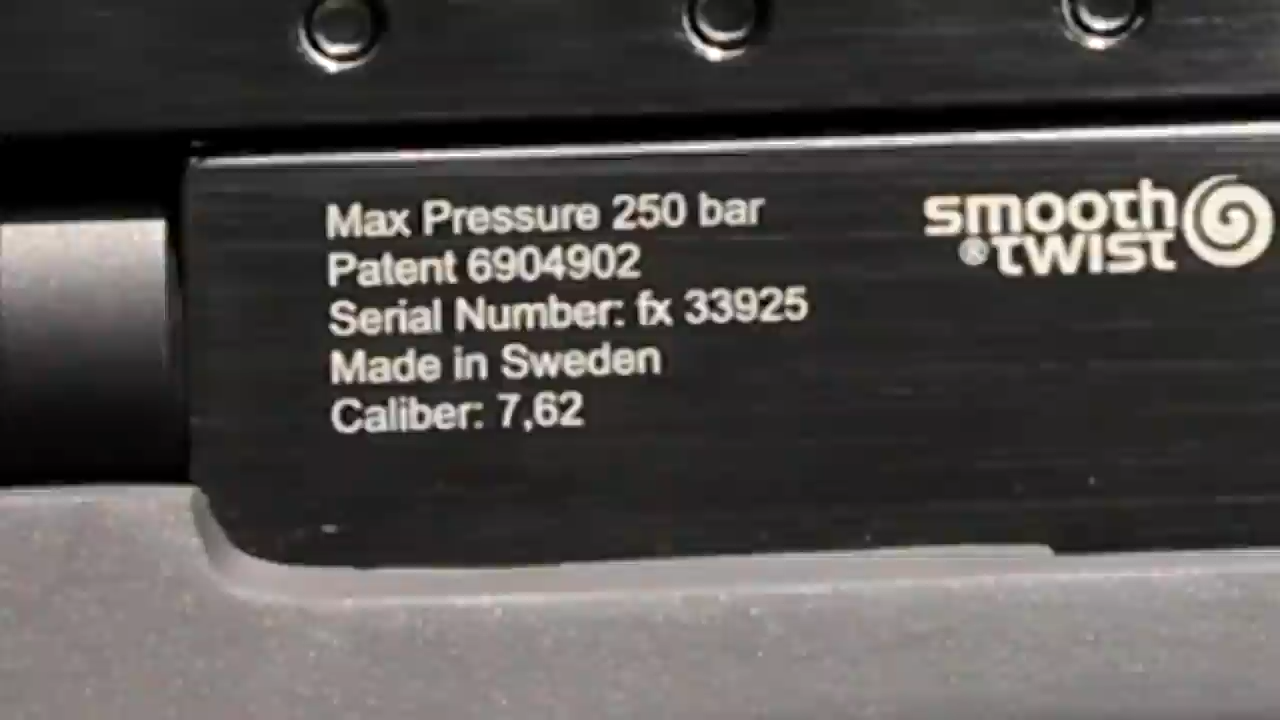 Max Pressure 250 bar
Patent 6904902
Serial Number: fx 33925
Made in Sweden
Caliber: 7,62
smooth
® twist